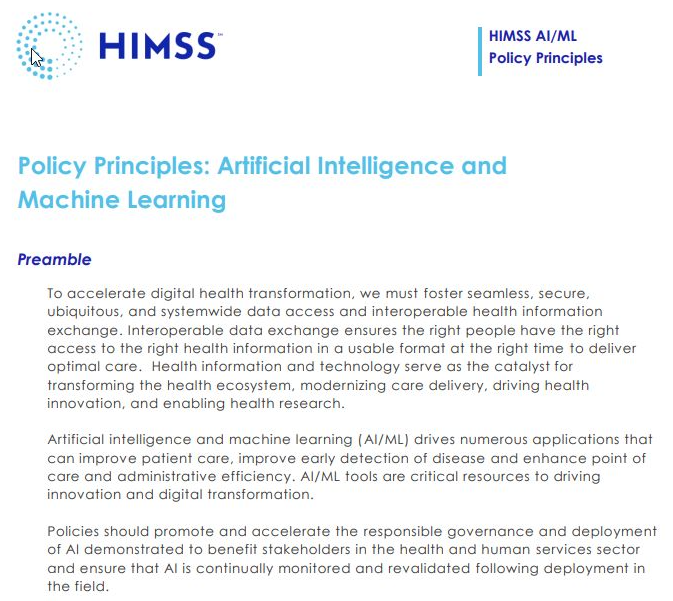 HIMSS™
HIMSS AI/ML
Policy Principles
Policy Principles: Artificial Intelligence and
Machine Learning
Preamble
To accelerate digital health transformation, we must foster seamless, secure,
ubiquitous, and systemwide data access and interoperable health information
exchange. Interoperable data exchange ensures the right people have the right
access to the right health information in a usable format at the right time to deliver
optimal care.  Health information and technology serve as the catalyst for
transforming the health ecosystem, modernizing care delivery, driving health
innovation, and enabling health research.
Artificial intelligence and machine learning (AI/ML) drives numerous applications that
can improve patient care, improve early detection of disease and enhance point of
care and administrative efficiency. AI/ML tools are critical resources to driving
innovation and digital transformation.
Policies should promote and accelerate the responsible governance and deployment
of AI demonstrated to benefit stakeholders in the health and human services sector
and ensure that AI is continually monitored and revalidated following deployment in
the field.